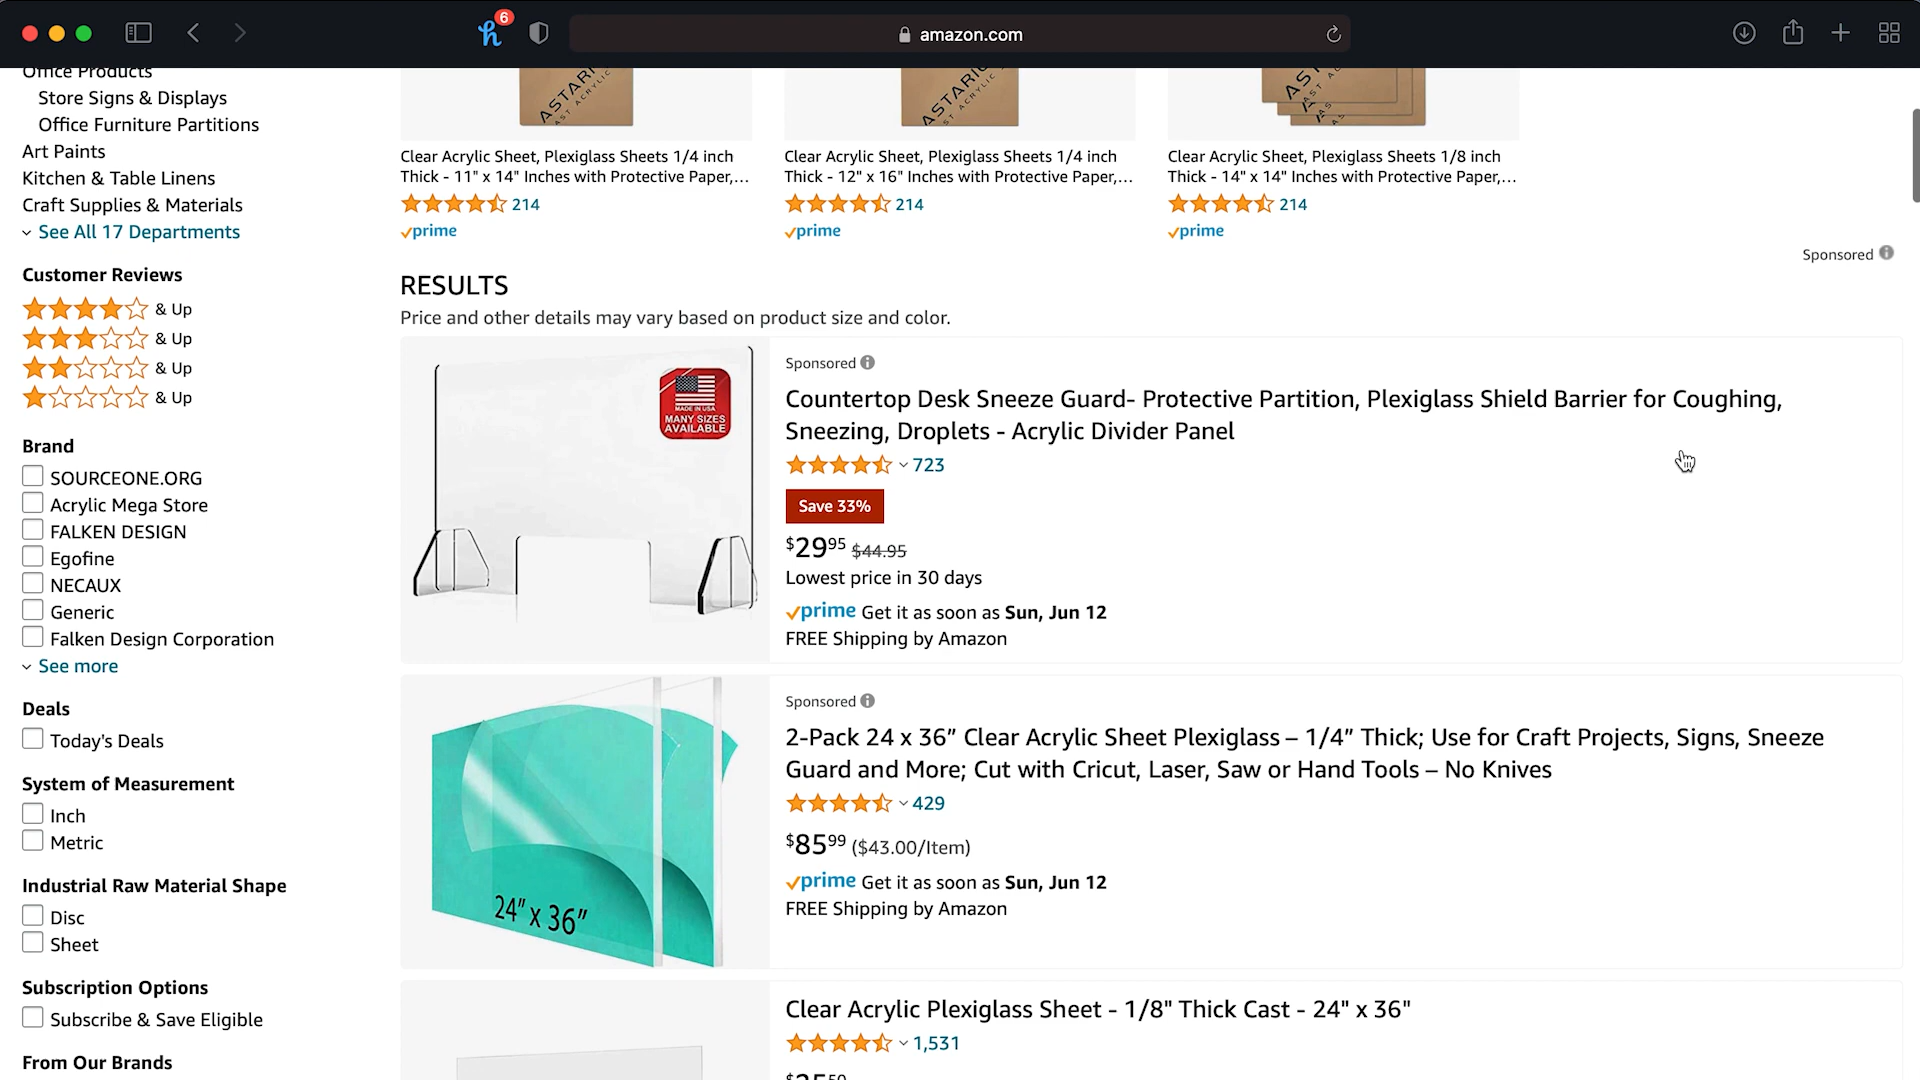 6
amazon.com
Office Products
Store Signs & Displays
Office Furniture Partitions
Art Paints
Kitchen & Table Linens
Craft Supplies & Materials
See All 17 Departments
Customer Reviews
& Up
& Up
& Up
& Up
Brand
SOURCEONE.ORG
Acrylic Mega Store
FALKEN DESIGN
Egofine
NECAUX
Generic
Falken Design Corporation
See more
Deals
Today's Deals
System of Measurement
Inch
Metric
Industrial Raw Material Shape
Disc
Sheet
Subscription Options
Subscribe & Save Eligible
From Our Brands
Clear Acrylic Sheet, Plexiglass Sheets 1/4 inch
Thick - 11" x 14" Inches with Protective Paper,...
214
prime
Clear Acrylic Sheet, Plexiglass Sheets 1/4 inch
Thick - 12" x 16" Inches with Protective Paper,...
214
prime
Clear Acrylic Sheet, Plexiglass Sheets 1/8 inch
Thick - 14" x 14" Inches with Protective Paper,...
214
prime
Sponsored
RESULTS
Price and other details may vary based on product size and color.
MADE IN USA
MANY SIZES
AVAILABLE
Sponsored
Countertop Desk Sneeze Guard- Protective Partition, Plexiglass Shield Barrier for Coughing,
Sneezing, Droplets - Acrylic Divider Panel
723
Save 33%
$29 95 $44.95
Lowest price in 30 days
prime Get it as soon as Sun, Jun 12
FREE Shipping by Amazon
24" x 36"
Sponsored
2-Pack 24 x 36” Clear Acrylic Sheet Plexiglass – 1/4” Thick; Use for Craft Projects, Signs, Sneeze
Guard and More; Cut with Cricut, Laser, Saw or Hand Tools – No Knives
429
$85 99 ($43.00/Item)
prime Get it as soon as Sun, Jun 12
FREE Shipping by Amazon
Clear Acrylic Plexiglass Sheet - 1/8" Thick Cast - 24" x 36"
1,531